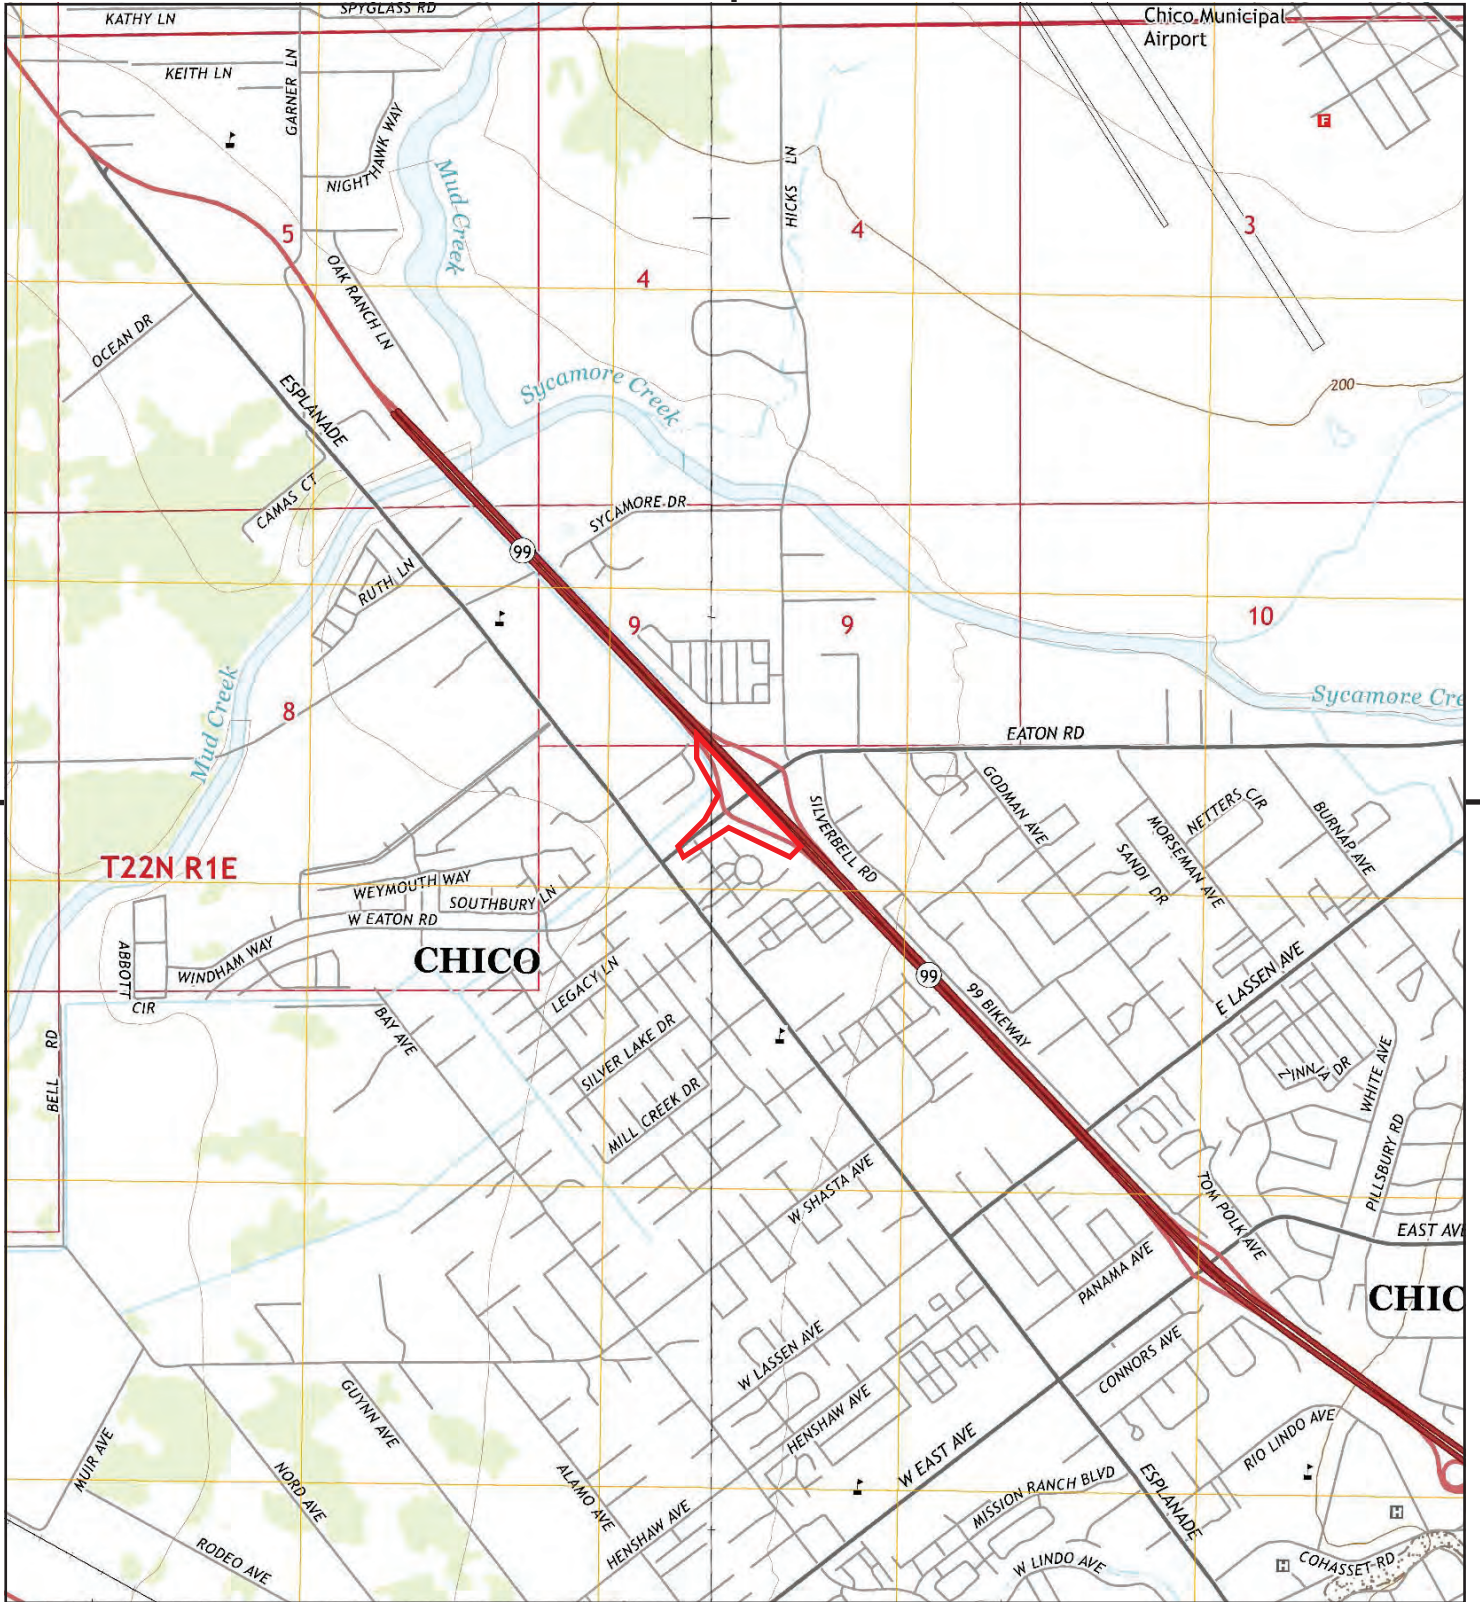 SPYGLASS RD
KATHY LN
Chico Municipal
Airport
KEITH LN
GARNER LN
NIGHTHAWK WAY
F
Mud Creek
HICKS LN
5
4
3
4
OAK RANCH LN
OCEAN DR
ESPLANADE
Sycamore Creek
200
CAMAS CT
SYCAMORE DR
99
RUTH LN
9
9
10
Mud Creek
8
Sycamore Cre
EATON RD
GODMAN AVE
SILVERBELL RD
NETTERS CIR
MORSEMAN AVE
BURNAP AVE
SANDI DR
T22N R1E
WEYMOUTH WAY
SOUTHBURY LN
W EATON RD
WINDHAM WAY
ABBOTT
CIR
CHICO
LEGACY LN
99
99 BIKEWAY
E LASSEN AVE
BAY AVE
BELL RD
SILVER LAKE DR
MILL CREEK DR
ZINNIA DR
WHITE AVE
PILLSBURY RD
W SHASTA AVE
TOM POLK AVE
EAST AVE
PANAMA AVE
CHIC
W LASSEN AVE
CONNORS AVE
HENSHAW AVE
GUYNN AVE
MUIR AVE
NORD AVE
ALAMO AVE
W EAST AVE
RIO LINDO AVE
MISSION RANCH BLVD
ESPLANADE
HENSHAW AVE
RODEO AVE
W LINDO AVE
H
H
COHASSET RD